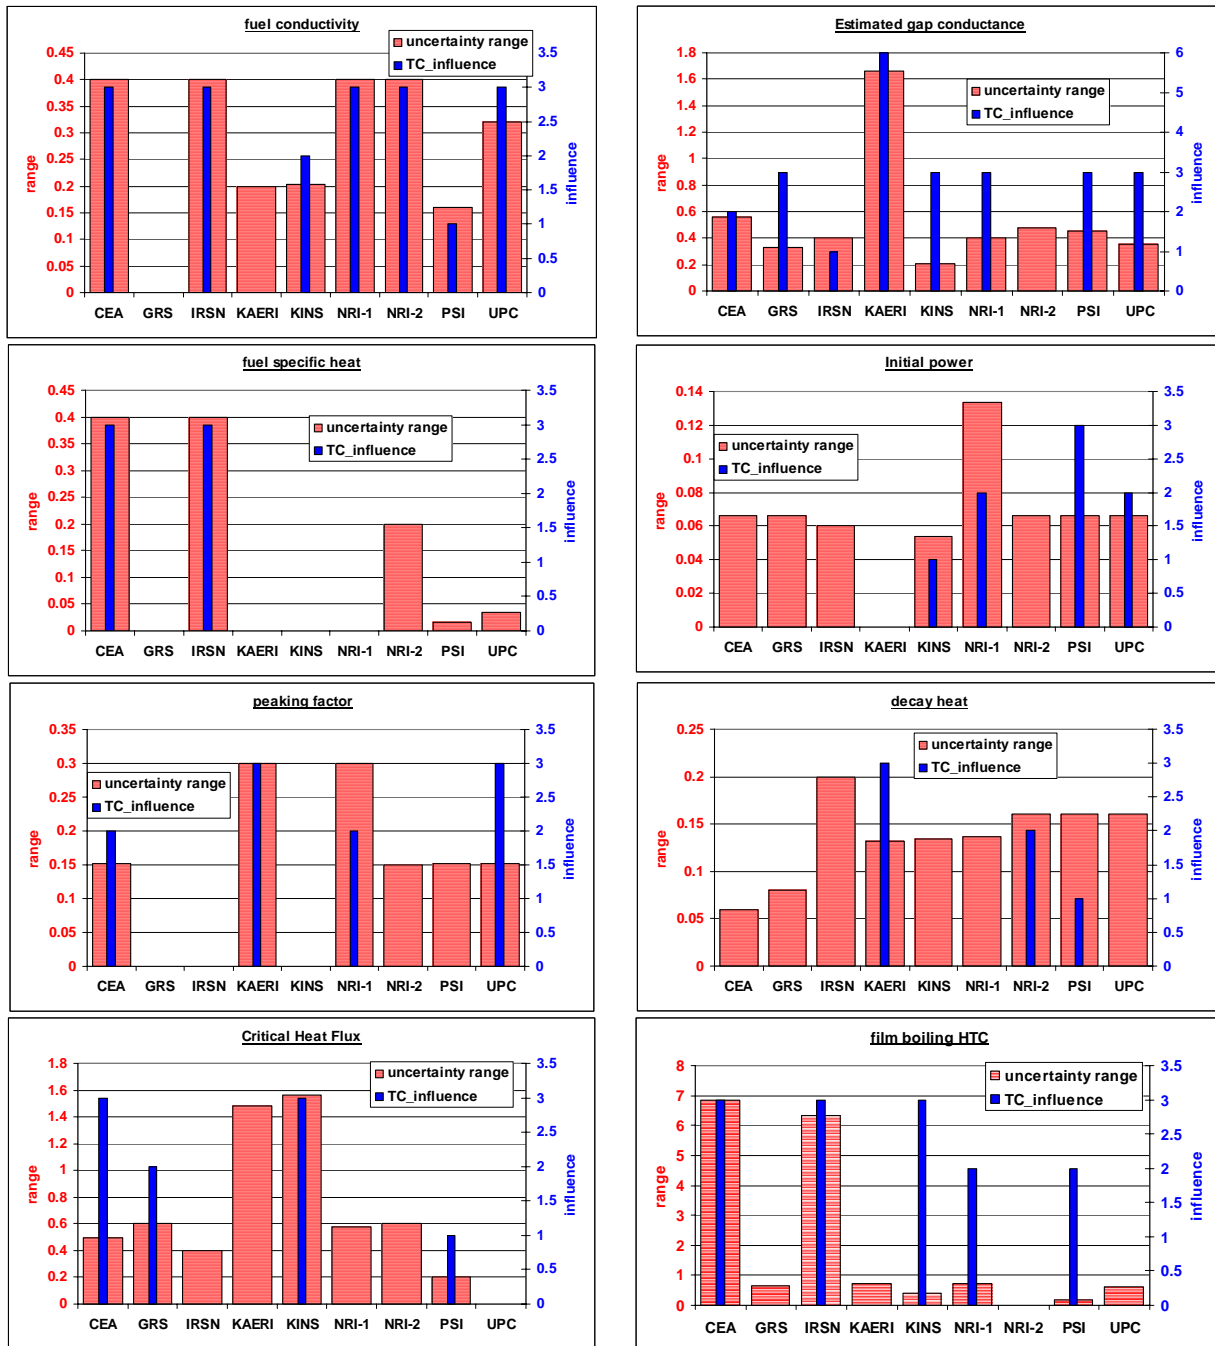 fuel conductivity
uncertainty range
TC_influence
0.45
0.4
0.35
0.3
0.25
0.2
0.15
0.1
0.05
0
range
3.5
3
2.5
2
1.5
1
0.5
0
influence
CEA GRS IRSN KAERI KINS NRI-1 NRI-2 PSI UPC
Estimated gap conductance
uncertainty range
TC_influence
1.8
1.6
1.4
1.2
1
0.8
0.6
0.4
0.2
0
range
6
5
4
3
2
1
0
influence
CEA GRS IRSN KAERI KINS NRI-1 NRI-2 PSI UPC
fuel specific heat
uncertainty range
TC_influence
0.45
0.4
0.35
0.3
0.25
0.2
0.15
0.1
0.05
0
range
3.5
3
2.5
2
1.5
1
0.5
0
influence
CEA GRS IRSN KAERI KINS NRI-1 NRI-2 PSI UPC
Initial power
uncertainty range
TC_influence
0.14
0.12
0.1
0.08
0.06
0.04
0.02
0
range
3.5
3
2.5
2
1.5
1
0.5
0
influence
CEA GRS IRSN KAERI KINS NRI-1 NRI-2 PSI UPC
peaking factor
uncertainty range
TC_influence
0.35
0.3
0.25
0.2
0.15
0.1
0.05
0
range
3.5
3
2.5
2
1.5
1
0.5
0
influence
CEA GRS IRSN KAERI KINS NRI-1 NRI-2 PSI UPC
decay heat
uncertainty range
TC_influence
0.25
0.2
0.15
0.1
0.05
0
range
3.5
3
2.5
2
1.5
1
0.5
0
influence
CEA GRS IRSN KAERI KINS NRI-1 NRI-2 PSI UPC
Critical Heat Flux
uncertainty range
TC_influence
1.8
1.6
1.4
1.2
1
0.8
0.6
0.4
0.2
0
range
3.5
3
2.5
2
1.5
1
0.5
0
influence
CEA GRS IRSN KAERI KINS NRI-1 NRI-2 PSI UPC
film boiling HTC
uncertainty range
TC_influence
8
7
6
5
4
3
2
1
0
range
3.5
3
2.5
2
1.5
1
0.5
0
influence
CEA GRS IRSN KAERI KINS NRI-1 NRI-2 PSI UPC